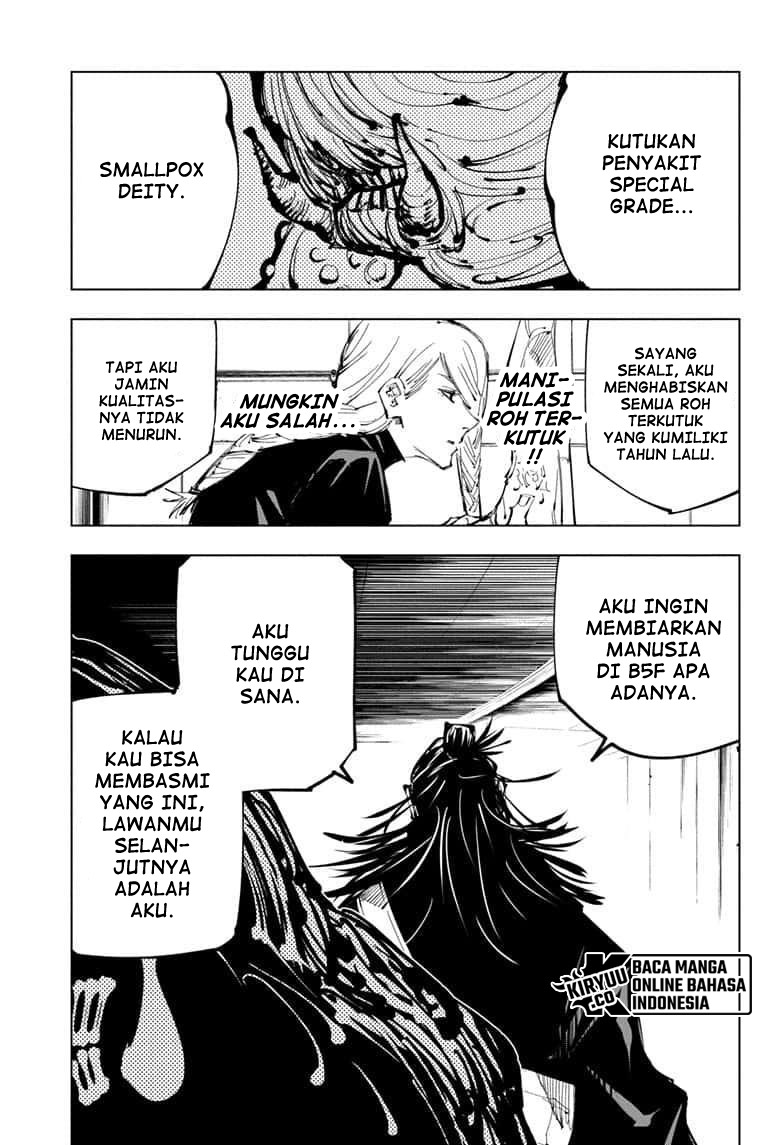 KUTUKAN
PENYAKIT
SPECIAL
GRADE...
SMALLPOX
DEITY.
SAYANG
SEKALI, AKU
MENGHABISKAN
SEMUA ROH
TERKUTUK
YANG KUMILIKI
TAHUN LALU.
MANI-
PULASI
ROH TER-
KUTUK
!!
MUNGKIN
AKU SALAH...
TAPI AKU
JAMIN
KUALITAS-
NYA TIDAK
MENURUN.
AKU INGIN
MEMBIARKAN
MANUSIA
DI B5F APA
ADANYA.
AKU
TUNGGU
KAU DI
SANA.
KALAU
KAU BISA
MEMBASMI
YANG INI,
LAWANMU
SELAN-
JUTNYA
ADALAH
AKU.
KIRYUU
.CO
BACA MANGA
ONLINE BAHASA
INDONESIA